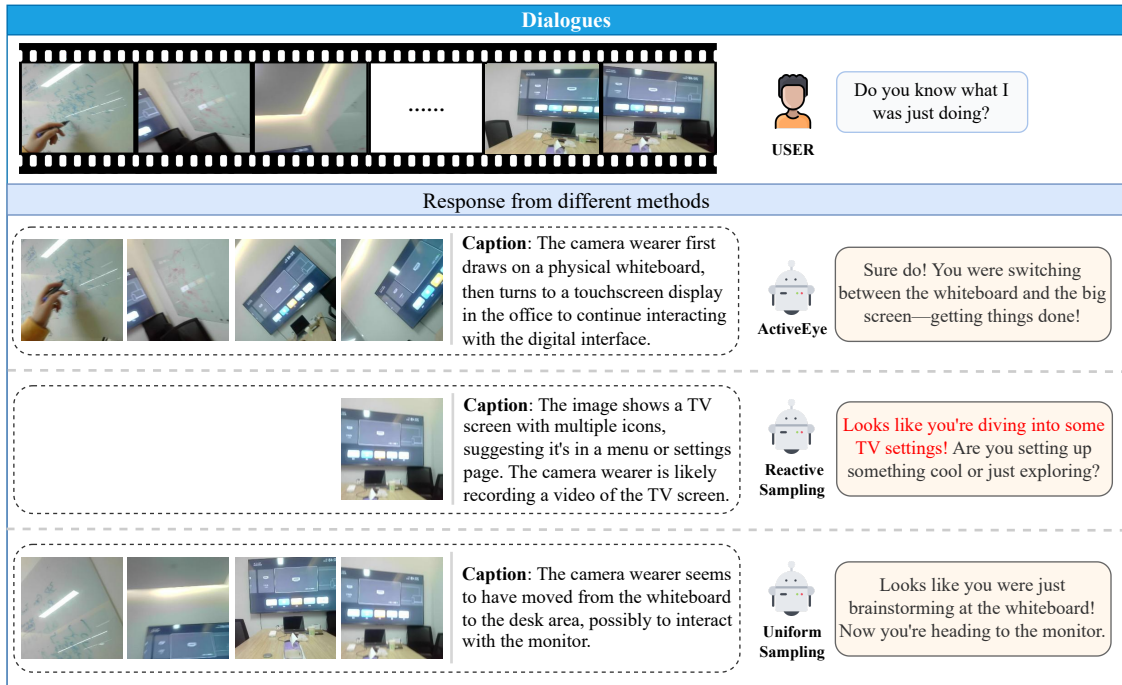 Dialogues
......
Do you know what I
was just doing?
USER
Response from different methods
Caption: The camera wearer first
draws on a physical whiteboard,
then turns to a touchscreen display
in the office to continue interacting
with the digital interface.
ActiveEye
Sure do! You were switching
between the whiteboard and the big
screen—getting things done!
Caption: The image shows a TV
screen with multiple icons,
suggesting it's in a menu or settings
page. The camera wearer is likely
recording a video of the TV screen.
Reactive
Sampling
Looks like you're diving into some
TV settings! Are you setting up
something cool or just exploring?
Caption: The camera wearer seems
to have moved from the whiteboard
to the desk area, possibly to interact
with the monitor.
Uniform
Sampling
Looks like you were just
brainstorming at the whiteboard!
Now you're heading to the monitor.